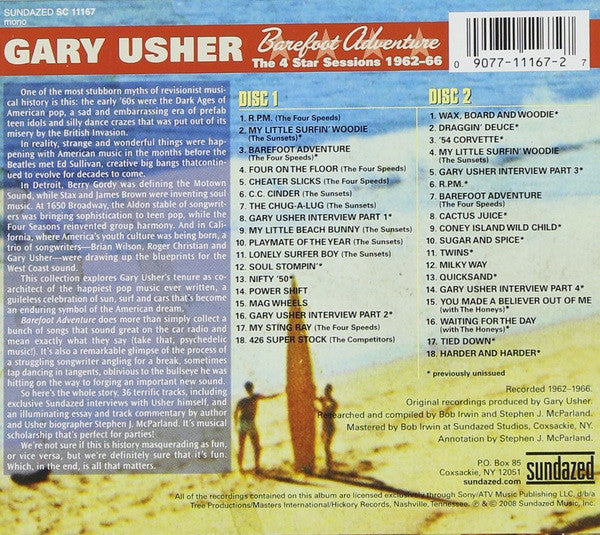 SUNDAZED SC 11167
mono
GARY USHER
Barefoot Adventure
The 4 Star Sessions 1962-66
0 9077-11167-2 7
One of the most stubborn myths of revisionist mu-
sical history is this: the early '60s were the Dark Ages of
American pop, a sad and embarrassing era of prefab
teen idols and silly dance crazes that was put out of its
misery by the British Invasion.
In reality, strange and wonderful things were hap-
pening with American music in the months before the
Beatles met Ed Sullivan, creative big bangs thatcon-
tinued to evolve for decades to come.
In Detroit, Berry Gordy was defining the Motown
Sound, while Stax and James Brown were inventing soul
music. At 1650 Broadway, the Aldon stable of songwrit-
ers was bringing sophistication to teen pop, while the
Four Seasons reinvented group harmony. And in Cali-
fornia, where America's youth culture was being born,
a trio of songwriters—Brian Wilson, Roger Christian and
Gary Usher—were drawing up the blueprints for the
West Coast sound.
This collection explores Gary Usher's tenure as co-
architect of the happiest pop music ever written, a
guileless celebration of sun, surf and cars that's become
an enduring symbol of the American dream.
Barefoot Adventure does more than simply collect a
bunch of songs that sound great on the car radio and
mean exactly what they say (take that, psychedelic
music!). It's also a remarkable glimpse of the process of
a struggling songwriter angling for a break, sometimes
tap dancing in tangents, oblivious to the bullseye he was
hitting on the way to forging an important new sound.
So here's the whole story, 36 terrific tracks, including
exclusive Sundazed interviews with Usher himself, and
an illuminating essay and track commentary by author
and Usher biographer Stephen J. McParland. It's musical
scholarship that's perfect for parties!
We're not sure if this is history masquerading as fun,
or vice versa, but we're definitely sure that it's fun.
Which, in the end, is all that matters.
DISC 1
1. R.P.M. (The Four Speeds)
2. MY LITTLE SURFIN' WOODIE
(The Sunsets)*
3. BAREFOOT ADVENTURE
(The Four Speeds)*
4. FOUR ON THE FLOOR (The Four Speeds)
5. CHEATER SLICKS (The Four Speeds)
6. C.C. CINDER (The Sunsets)
7. THE CHUG-A-LUG (The Sunsets)
8. GARY USHER INTERVIEW PART 1*
9. MY LITTLE BEACH BUNNY (The Sunsets)
10. PLAYMATE OF THE YEAR (The Sunsets)
11. LONELY SURFER BOY (The Sunsets)
12. SOUL STOMPIN'*
13. NIFTY '50*
14. POWER SHIFT
15. MAG WHEELS
16. GARY USHER INTERVIEW PART 2*
17. MY STING RAY (The Four Speeds)
18. 426 SUPER STOCK (The Competitors)
DISC 2
1. WAX, BOARD AND WOODIE*
2. DRAGGIN' DEUCE*
3. '54 CORVETTE*
4. MY LITTLE SURFIN' WOODIE
(The Sunsets)
5. GARY USHER INTERVIEW PART 3*
6. R.P.M.*
7. BAREFOOT ADVENTURE
(The Four Speeds)*
8. CACTUS JUICE*
9. CONEY ISLAND WILD CHILD*
10. SUGAR AND SPICE*
11. TWINS*
12. MILKY WAY
13. QUICKSAND*
14. GARY USHER INTERVIEW PART 4*
15. YOU MADE A BELIEVER OUT OF ME
(with The Honeys)*
16. WAITING FOR THE DAY
(with The Honeys)*
17. TIED DOWN*
18. HARDER AND HARDER*
* previously unissued
Recorded 1962–1966.
Original recordings produced by Gary Usher.
Researched and compiled by Bob Irwin and Stephen J. McParland.
Mastered by Bob Irwin at Sundazed Studios, Coxsackie, NY.
Annotation by Stephen J. McParland.
P.O. Box 85
Coxsackie, NY 12051
www.sundazed.com
sundazed
All of the recordings contained on this album are licensed exclusively through Sony/ATV Music Publishing LLC. d/b/a
Tree Productions/Masters International/Hickory Records, Nashville, Tennessee. ℗ & © 2008 Sundazed Music, Inc.